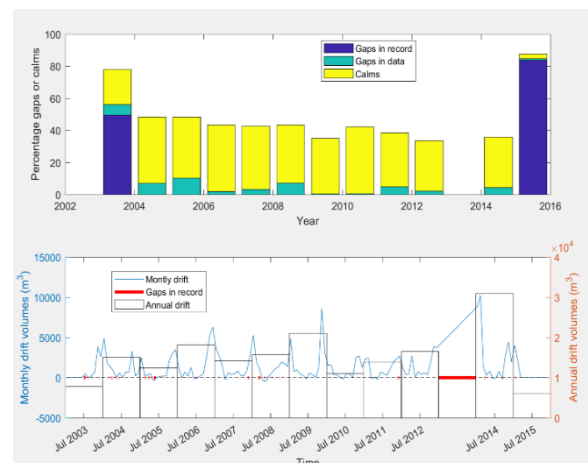 100
80
60
40
20
0
Percentage gaps or calms
Gaps in record
Gaps in data
Calms
2002 2004 2006 2008 2010 2012 2014 2016
Year
15000
10000
5000
0
-5000
Monthly drift volumes (m³)
Montly drift
Gaps in record
Annual drift
×10⁴
4
3
2
1
0
Annual drift volumes (m³)
Jul 2003 Jul 2004 Jul 2005 Jul 2006 Jul 2007 Jul 2008 Jul 2009 Jul 2010 Jul 2011 Jul 2012 Jul 2014 Jul 2015
Time